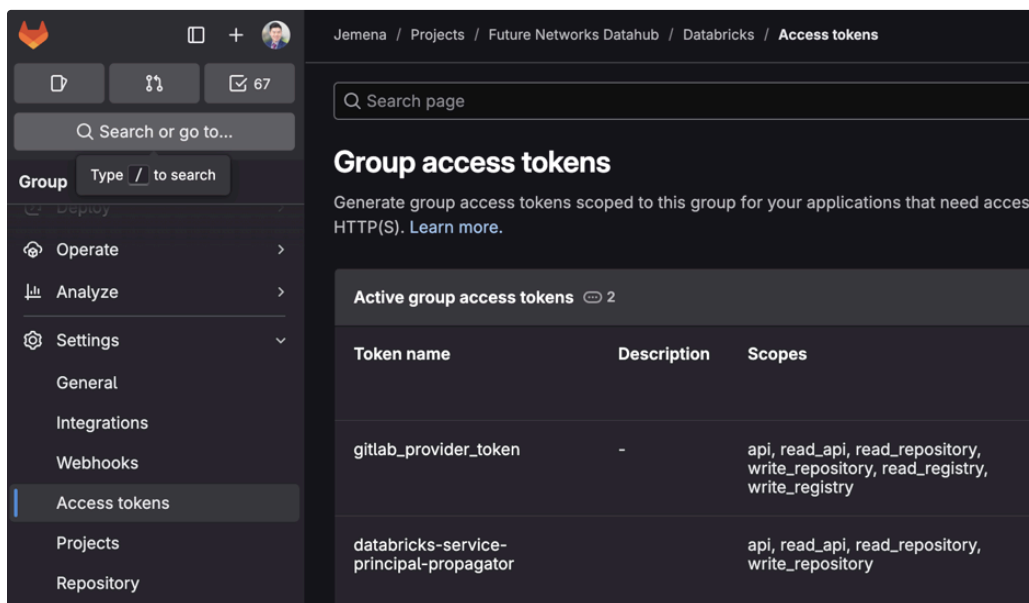 Jemena / Projects / Future Networks Datahub / Databricks / Access tokens
67
Search or go to...
Type / to search
Group
Deploy
Operate
Analyze
Settings
General
Integrations
Webhooks
Access tokens
Projects
Repository
Search page
Group access tokens
Generate group access tokens scoped to this group for your applications that need acces
HTTP(S). Learn more.
Active group access tokens 2
Token name Description Scopes
gitlab_provider_token - api, read_api, read_repository,
write_repository, read_registry,
write_registry
databricks-service- api, read_api, read_repository,
principal-propagator write_repository